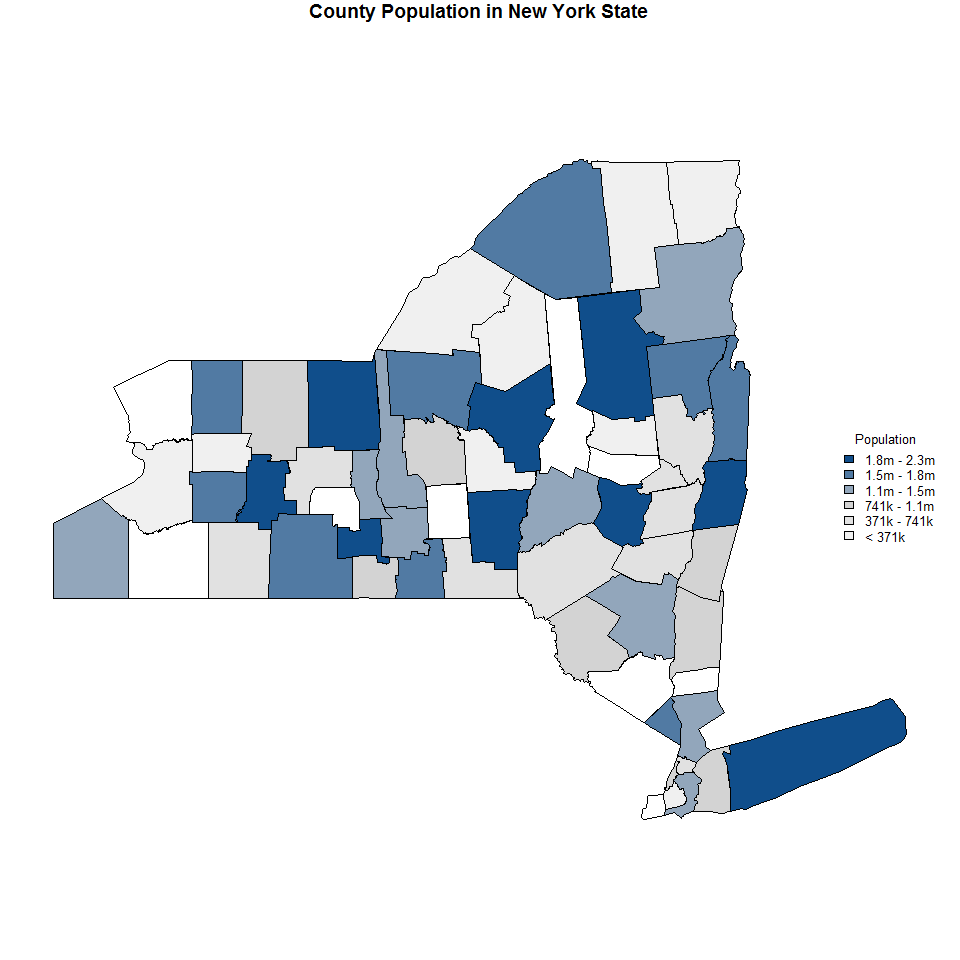 County Population in New York State
Population
1.8m - 2.3m
1.5m - 1.8m
1.1m - 1.5m
741k - 1.1m
371k - 741k
< 371k